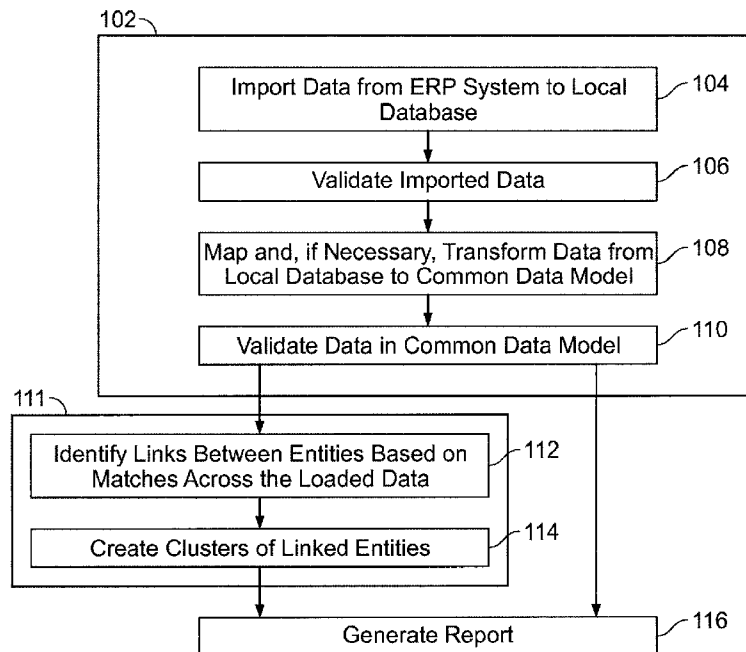 102
Import Data from ERP System to Local
Database
104
Validate Imported Data
106
Map and, if Necessary, Transform Data from
Local Database to Common Data Model
108
Validate Data in Common Data Model
110
111
Identify Links Between Entities Based on
Matches Across the Loaded Data
112
Create Clusters of Linked Entities
114
Generate Report
116